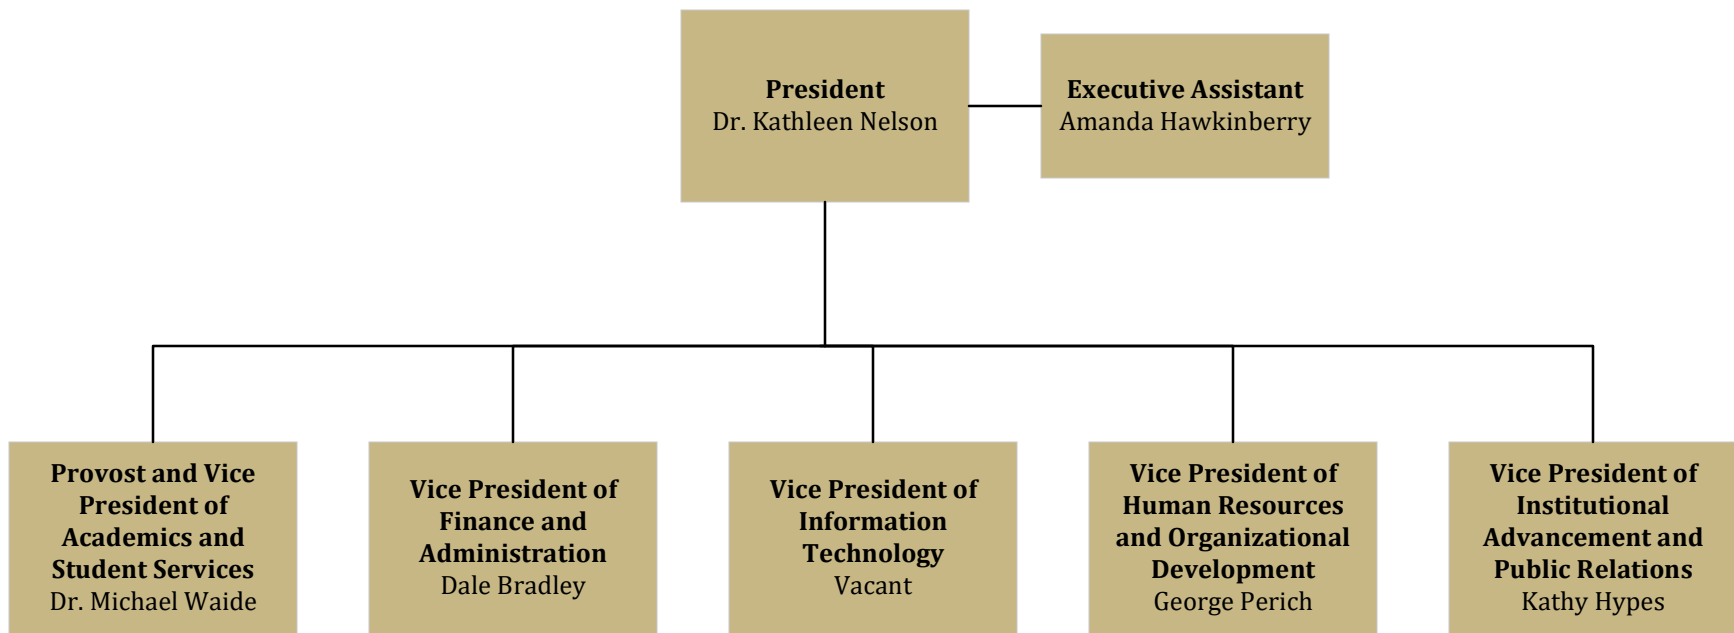 President
Dr. Kathleen Nelson
Executive Assistant
Amanda Hawkinberry
Provost and Vice
President of
Academics and
Student Services
Dr. Michael Waide
Vice President of
Finance and
Administration
Dale Bradley
Vice President of
Information
Technology
Vacant
Vice President of
Human Resources
and Organizational
Development
George Perich
Vice President of
Institutional
Advancement and
Public Relations
Kathy Hypes